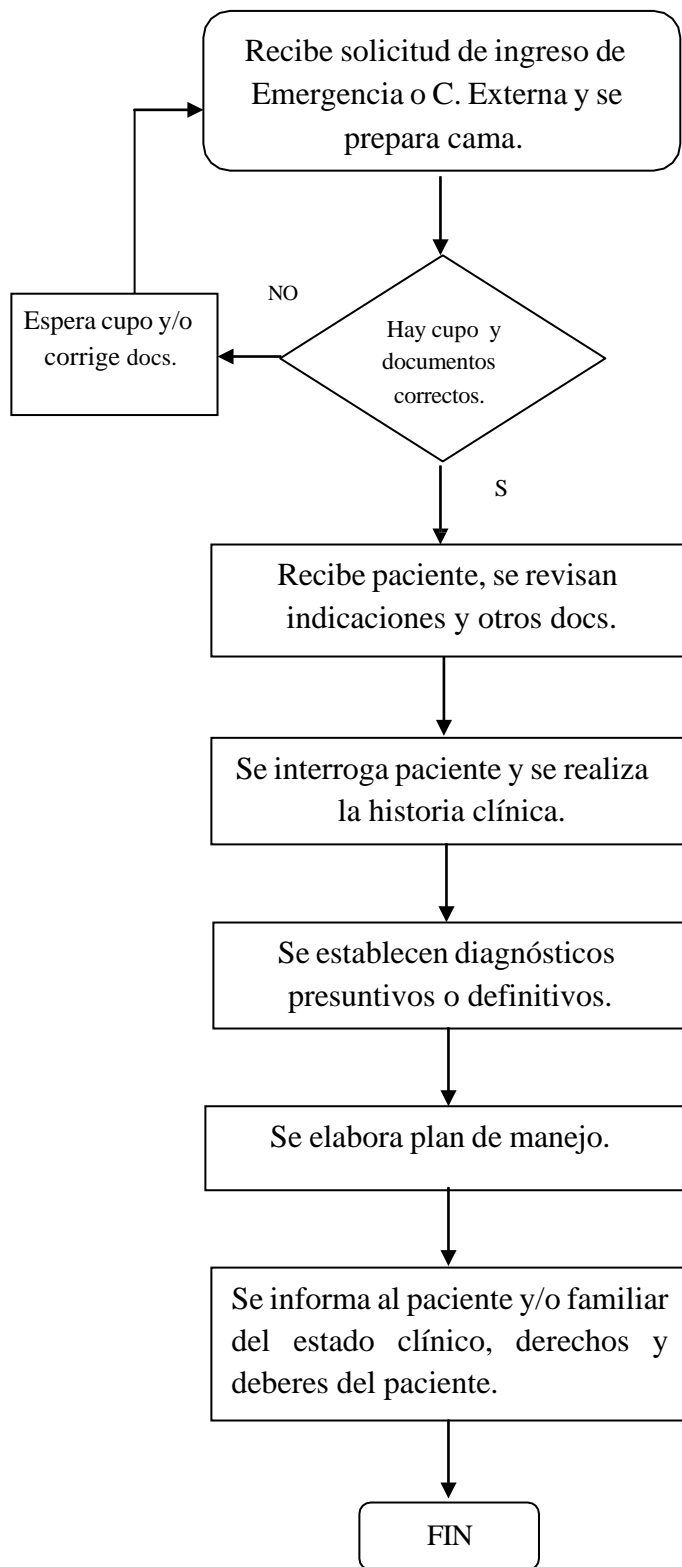 Recibe solicitud de ingreso de
Emergencia o C. Externa y se
prepara cama.
NO
Espera cupo y/o
corrige docs.
Hay cupo y
documentos
correctos.
S
Recibe paciente, se revisan
indicaciones y otros docs.
Se interroga paciente y se realiza
la historia clínica.
Se establecen diagnósticos
presuntivos o definitivos.
Se elabora plan de manejo.
Se informa al paciente y/o familiar
del estado clínico, derechos y
deberes del paciente.
FIN